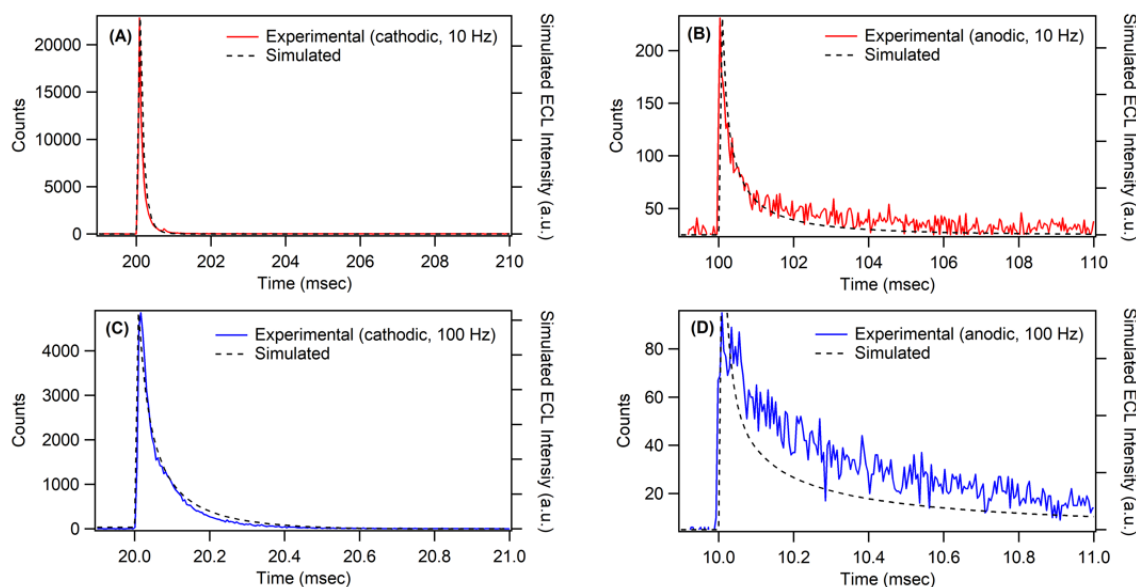 (A)
Experimental (cathodic, 10 Hz)
Simulated
20000
15000
10000
5000
0
Counts
Simulated ECL Intensity (a.u.)
200 202 204 206 208 210
Time (msec)
(B)
Experimental (anodic, 10 Hz)
Simulated
200
150
100
50
Counts
Simulated ECL Intensity (a.u.)
100 102 104 106 108 110
Time (msec)
(C)
Experimental (cathodic, 100 Hz)
Simulated
4000
3000
2000
1000
0
Counts
Simulated ECL Intensity (a.u.)
20.0 20.2 20.4 20.6 20.8 21.0
Time (msec)
(D)
Experimental (anodic, 100 Hz)
Simulated
80
60
40
20
Counts
Simulated ECL Intensity (a.u.)
10.0 10.2 10.4 10.6 10.8 11.0
Time (msec)